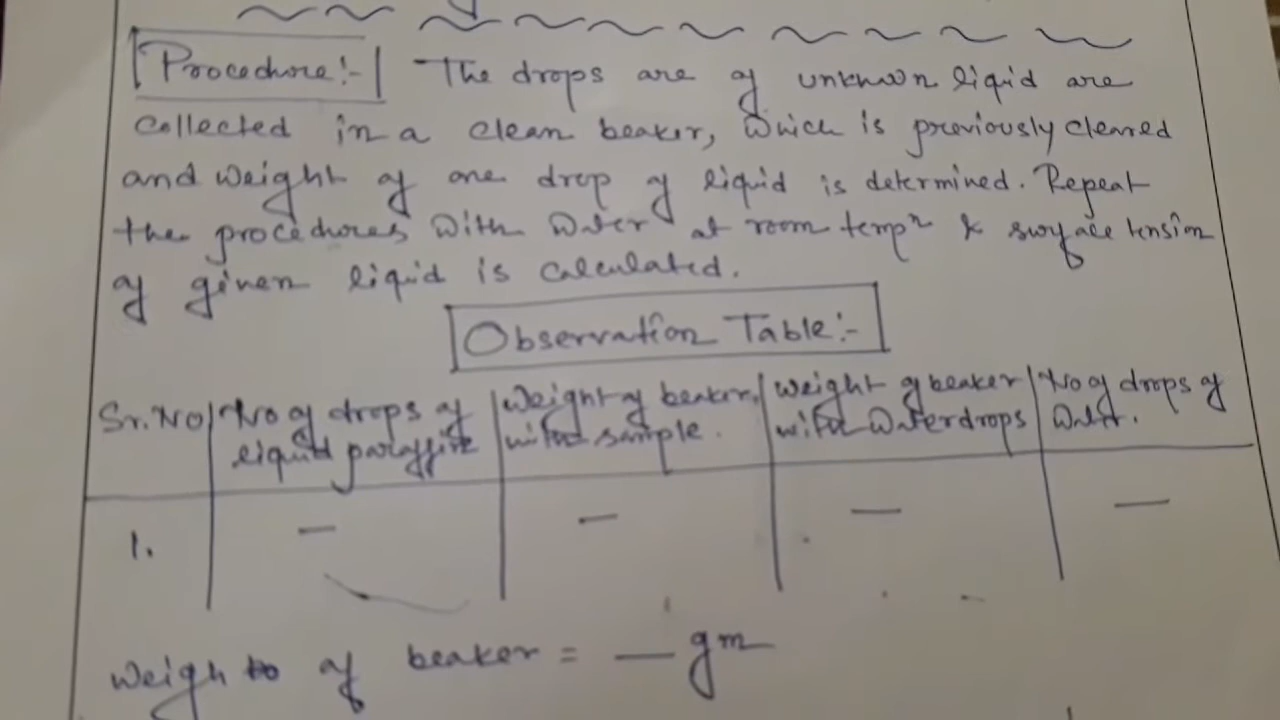 Procedure:- The drops are of unknown liquid are
collected in a clean beaker, which is previously cleaned
and weight of one drop of liquid is determined. Repeat
the procedures with water at room tempr & surface tension
of given liquid is calculated.
Observation Table:-
Sr.No No of drops of liquid paraffin Weight of beaker with sample. Weight of beaker with Waterdrops No of drops of Water.
1. — — — —
Weight of beaker = — gm